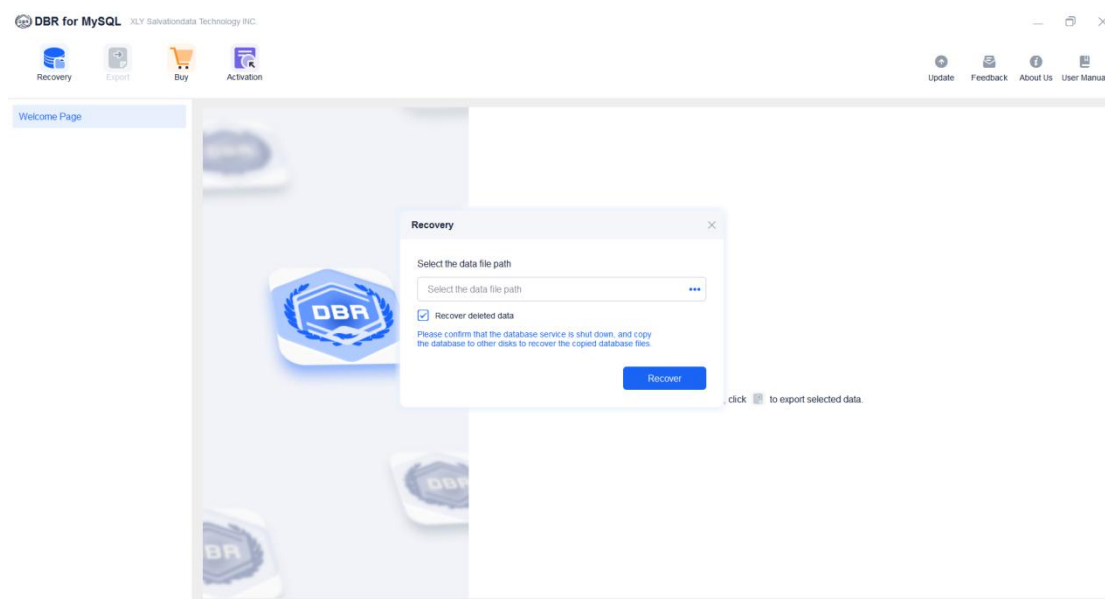 DBR for MySQL XLY Salvationdata Technology INC.
Recovery Export Buy Activation
Update Feedback About Us User Manua
Welcome Page
Recovery
Select the data file path
Select the data file path
Recover deleted data
Please confirm that the database service is shut down, and copy
the database to other disks to recover the copied database files.
Recover
, click to export selected data.
DBR
DBR
BR